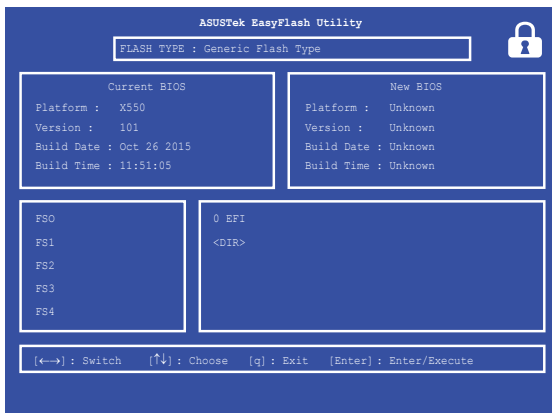 ASUSTek EasyFlash Utility
FLASH TYPE : Generic Flash Type
Current BIOS
Platform : X550
Version : 101
Build Date : Oct 26 2015
Build Time : 11:51:05
New BIOS
Platform : Unknown
Version : Unknown
Build Date : Unknown
Build Time : Unknown
FSO
FS1
FS2
FS3
FS4
0 EFI
<DIR>
[←→] : Switch [↑↓] : Choose [q] : Exit [Enter] : Enter/Execute